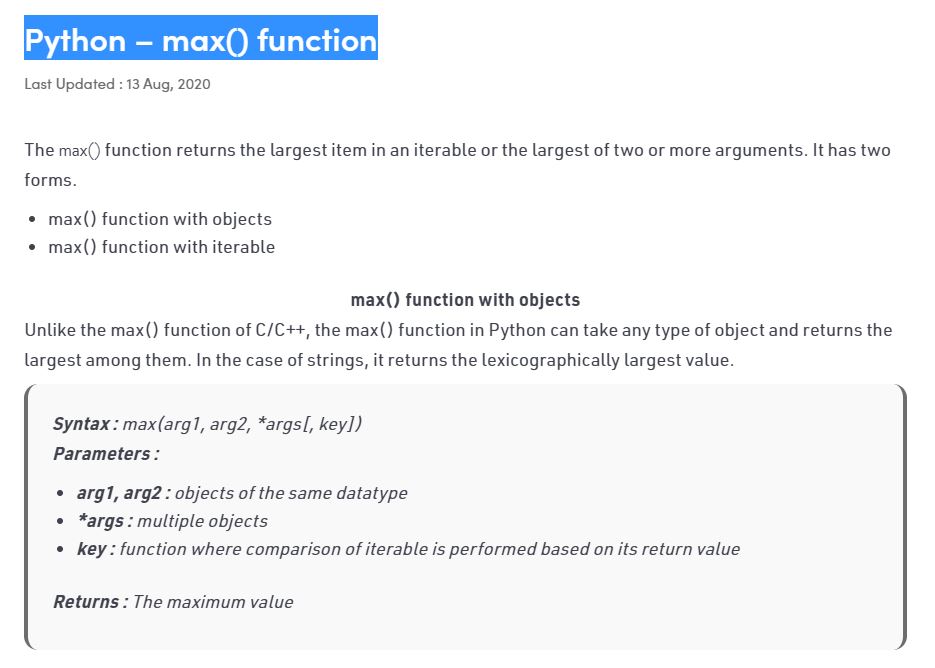 Python – max() function
Last Updated : 13 Aug, 2020
The max() function returns the largest item in an iterable or the largest of two or more arguments. It has two
forms.
• max() function with objects
• max() function with iterable
max() function with objects
Unlike the max() function of C/C++, the max() function in Python can take any type of object and returns the
largest among them. In the case of strings, it returns the lexicographically largest value.
Syntax : max(arg1, arg2, *args[, key])
Parameters :
• arg1, arg2 : objects of the same datatype
• *args : multiple objects
• key : function where comparison of iterable is performed based on its return value
Returns : The maximum value